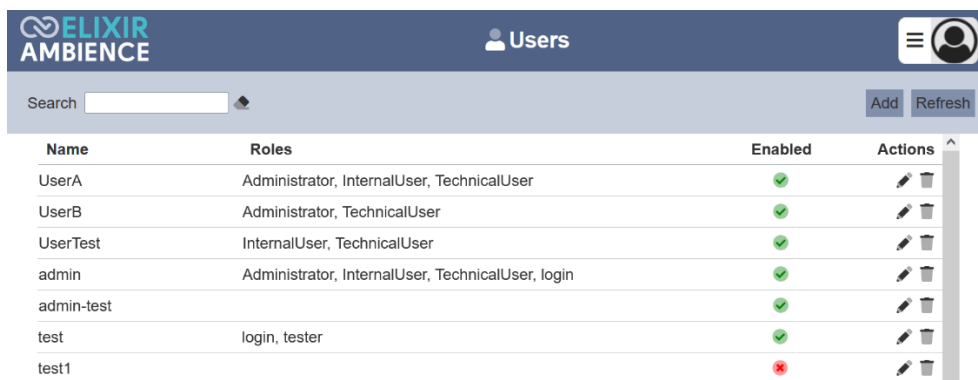 ELIXIR
AMBIENCE
Users
Search
Add Refresh
Name Roles Enabled Actions
UserA Administrator, InternalUser, TechnicalUser
UserB Administrator, TechnicalUser
UserTest InternalUser, TechnicalUser
admin Administrator, InternalUser, TechnicalUser, login
admin-test
test login, tester
test1